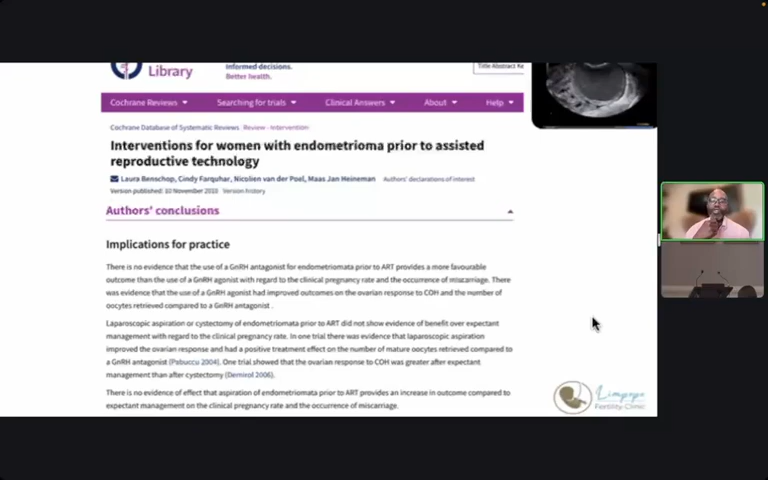 Library
Informed decisions.
Better health.
Title Abstract Ke
Cochrane Reviews
Searching for trials
Clinical Answers
About
Help
Cochrane Database of Systematic Reviews Review - Intervention
Interventions for women with endometrioma prior to assisted
reproductive technology
Laura Benschop, Cindy Farquhar, Nicolien van der Poel, Maas Jan Heineman Authors' declarations of interest
Version published: 10 November 2010 Version history
Authors' conclusions
Implications for practice
There is no evidence that the use of a GnRH antagonist for endometriomata prior to ART provides a more favourable
outcome than the use of a GnRH agonist with regard to the clinical pregnancy rate and the occurrence of miscarriage. There
was evidence that the use of a GnRH agonist had improved outcomes on the ovarian response to COH and the number of
oocytes retrieved compared to a GnRH antagonist .
Laparoscopic aspiration or cystectomy of endometriomata prior to ART did not show evidence of benefit over expectant
management with regard to the clinical pregnancy rate. In one trial there was evidence that laparoscopic aspiration
improved the ovarian response and had a positive treatment effect on the number of mature oocytes retrieved compared to
a GnRH antagonist (Pabuccu 2004). One trial showed that the ovarian response to COH was greater after expectant
management than after cystectomy (Demirol 2006).
There is no evidence of effect that aspiration of endometriomata prior to ART provides an increase in outcome compared to
expectant management on the clinical pregnancy rate and the occurrence of miscarriage.
Limpopo
Fertility Clinic